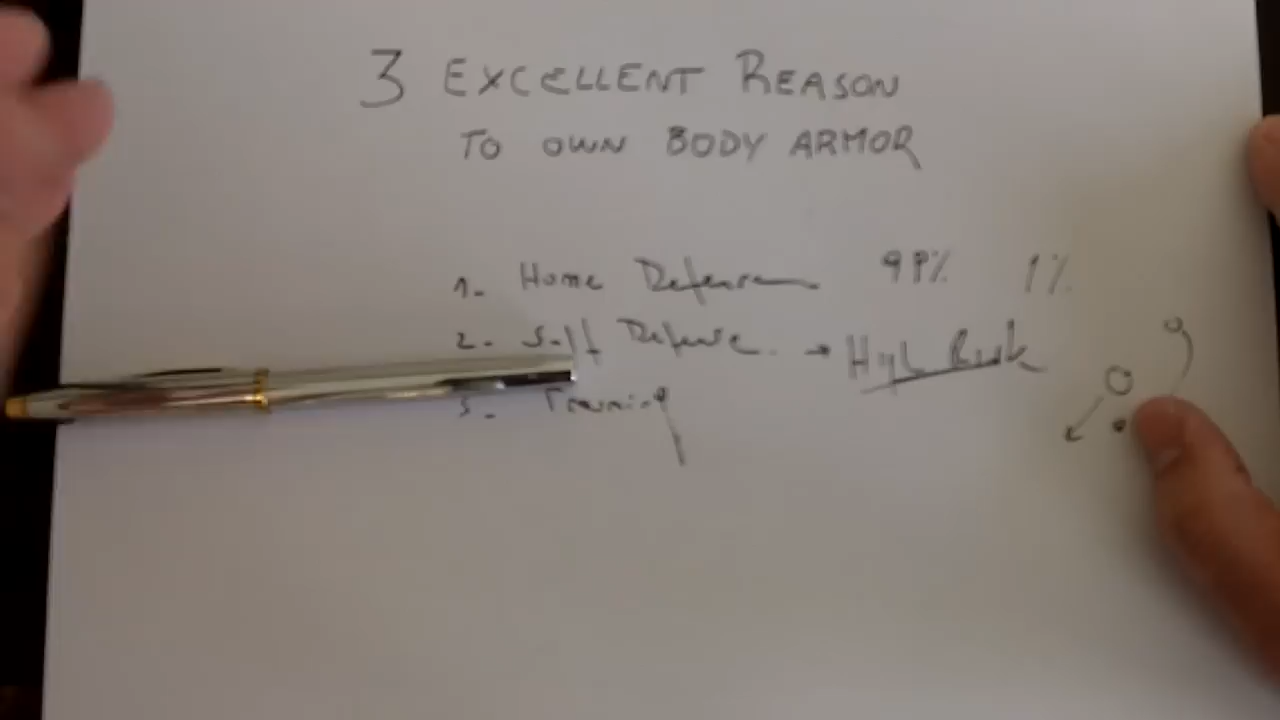 3 EXCELLENT REASON
TO OWN BODY ARMOR
1. Home Defense 99% 1%
2. Self Defense. → High Risk
3. Training